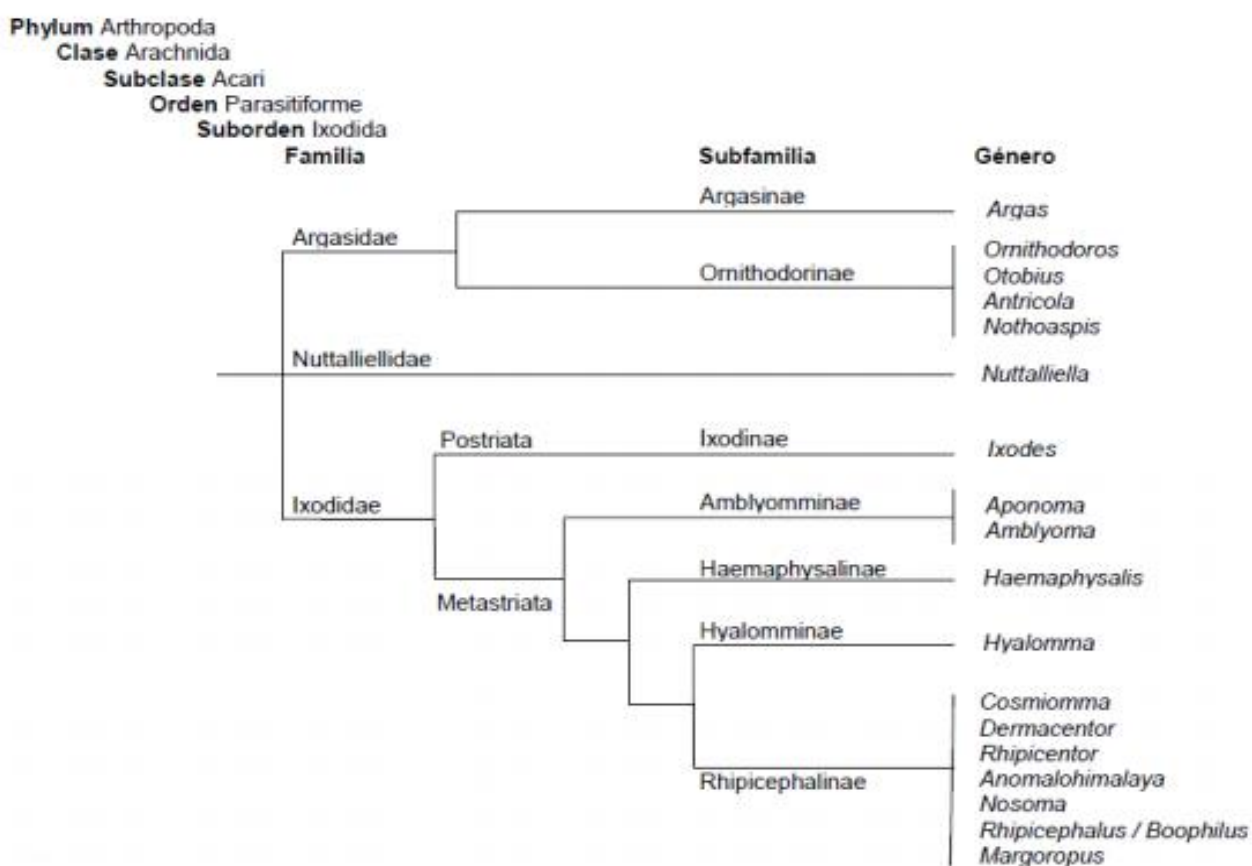 Phylum Arthropoda
Clase Arachnida
Subclase Acari
Orden Parasitiforme
Suborden Ixodida
Familia Subfamilia Género
Argasinae
Argas
Argasidae
Ornithodoros
Ornithodorinae
Otobius
Antricola
Nothoaspis
Nuttalliellidae
Nuttalliella
Postriata
Ixodinae
Ixodes
Ixodidae
Amblyomminae
Aponoma
Amblyoma
Haemaphysalinae
Haemaphysalis
Metastriata
Hyalomminae
Hyalomma
Cosmiomma
Dermacentor
Rhipicentor
Rhipicephalinae
Anomalohimalaya
Nosoma
Rhipicephalus / Boophilus
Margoropus